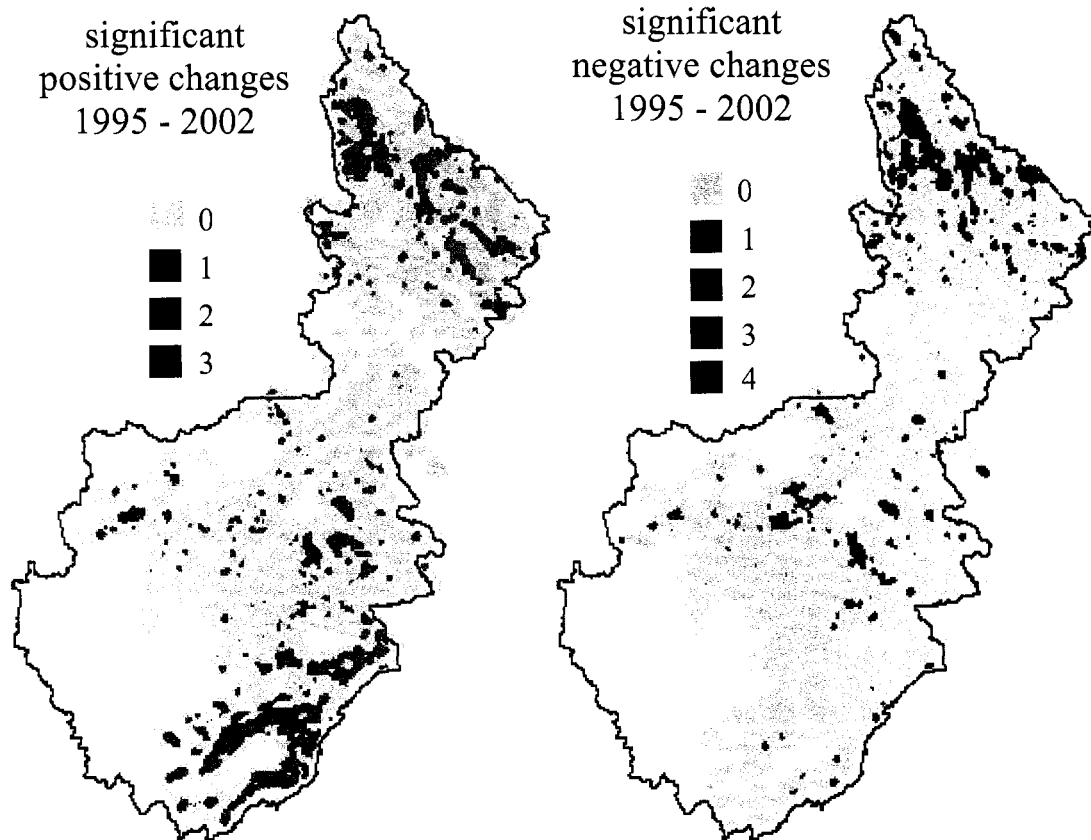 significant
positive changes
1995 - 2002
0
1
2
3
significant
negative changes
1995 - 2002
0
1
2
3
4